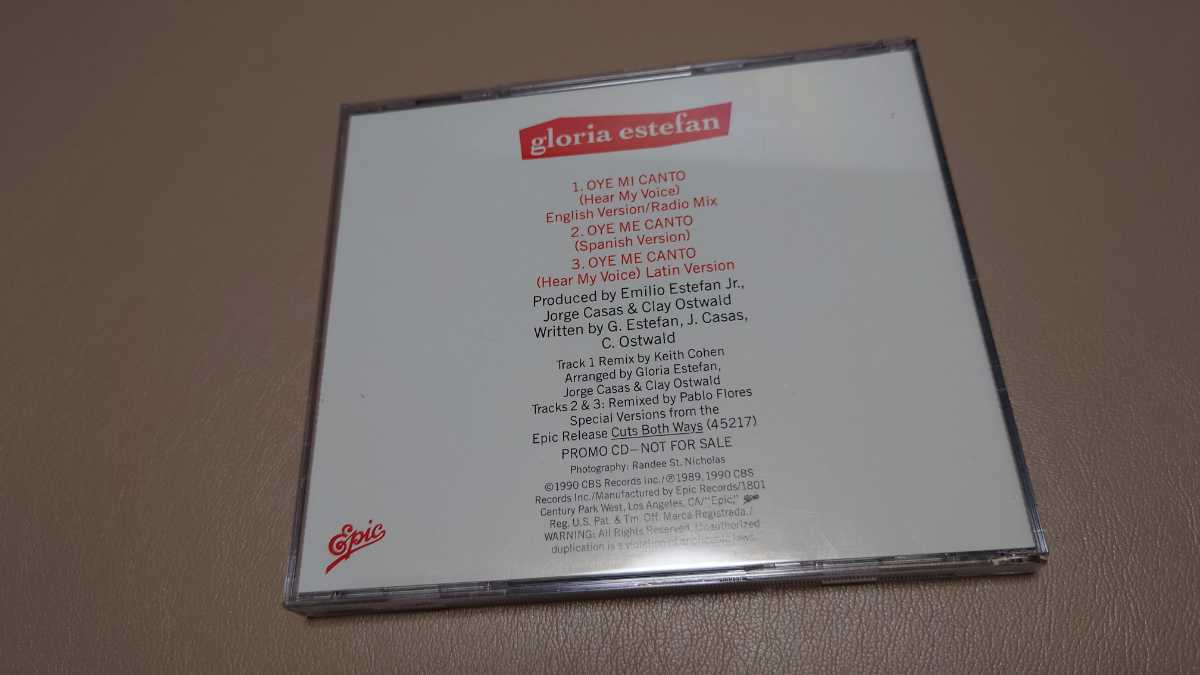 gloria estefan
1. OYE MI CANTO
(Hear My Voice)
English Version/Radio Mix
2. OYE ME CANTO
(Spanish Version)
3. OYE ME CANTO
(Hear My Voice) Latin Version
Produced by Emilio Estefan Jr.,
Jorge Casas & Clay Ostwald
Written by G. Estefan, J. Casas,
C. Ostwald
Track 1 Remix by Keith Cohen
Arranged by Gloria Estefan,
Jorge Casas & Clay Ostwald
Tracks 2 & 3: Remixed by Pablo Flores
Special Versions from the
Epic Release Cuts Both Ways (45217)
PROMO CD—NOT FOR SALE
Photography: Randee St. Nicholas
©1990 CBS Records Inc./℗1989, 1990 CBS
Records Inc./Manufactured by Epic Records/1801
Century Park West, Los Angeles, CA/"Epic,"
Reg. U.S. Pat. & Tm. Off. Marca Registrada./
WARNING: All Rights Reserved. Unauthorized
duplication is a violation of applicable laws.
Epic